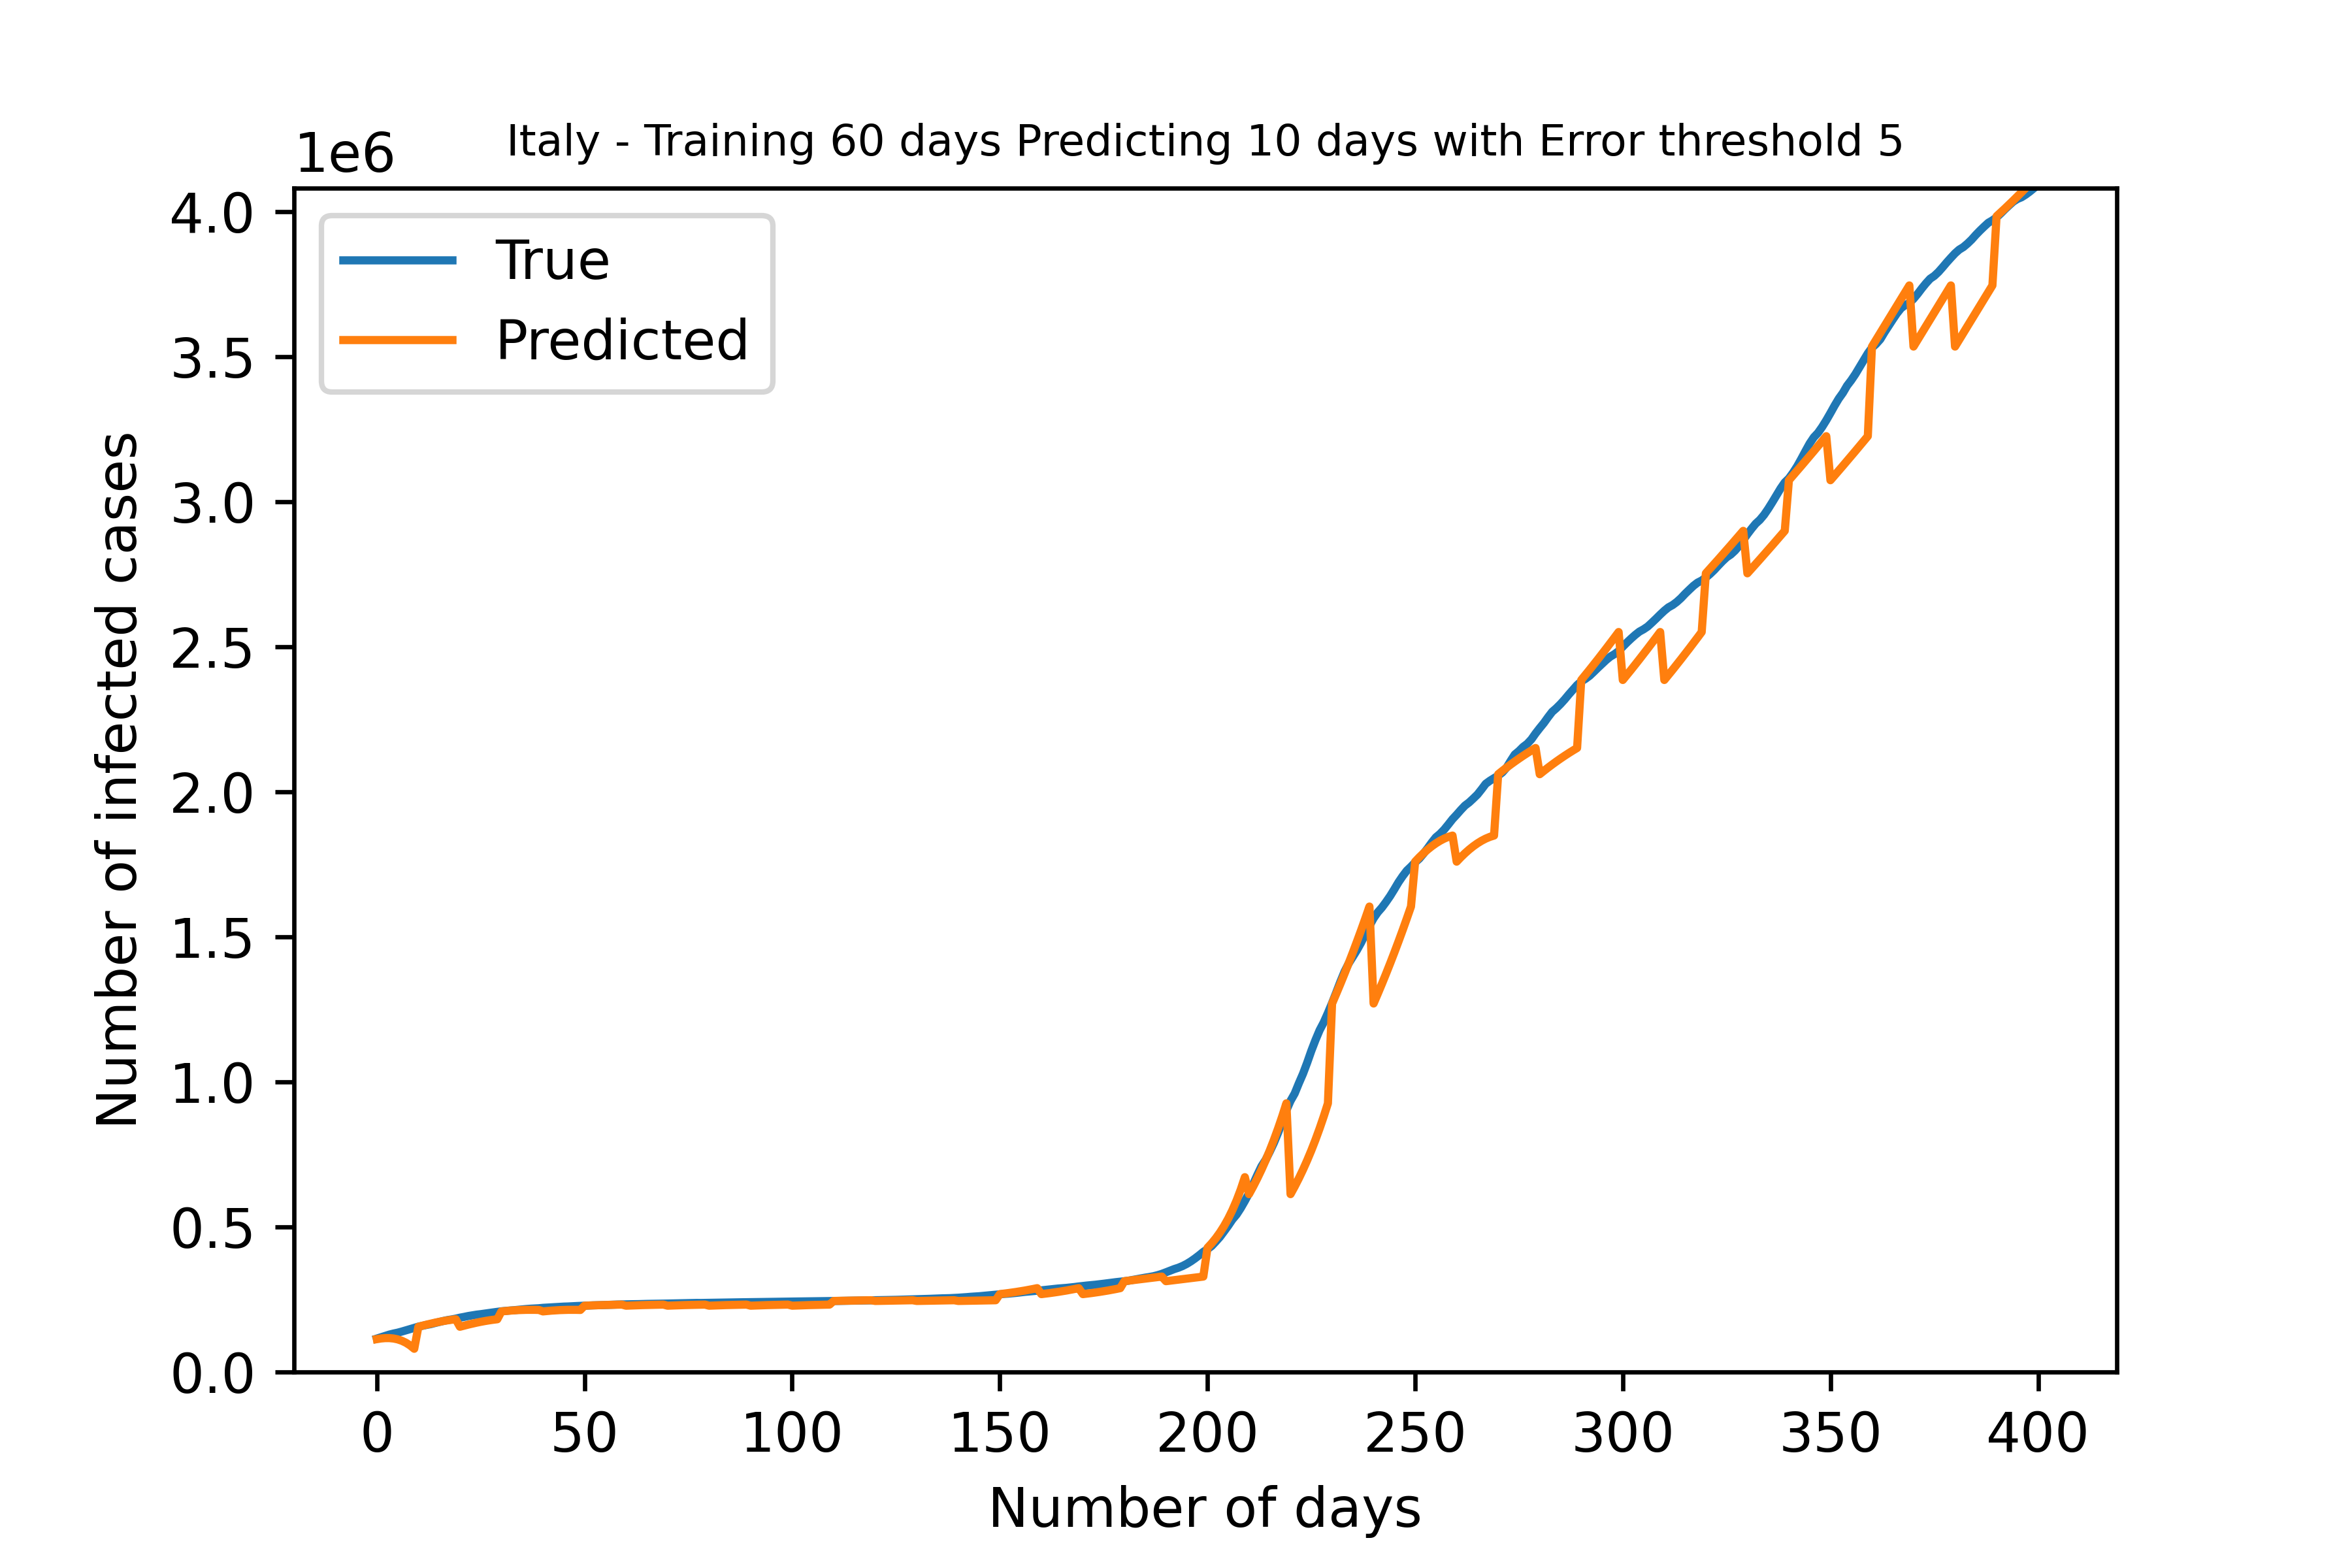 Italy - Training 60 days Predicting 10 days with Error threshold 5
1e6
4.0
3.5
3.0
2.5
2.0
1.5
1.0
0.5
0.0
Number of infected cases
True
Predicted
0 50 100 150 200 250 300 350 400
Number of days